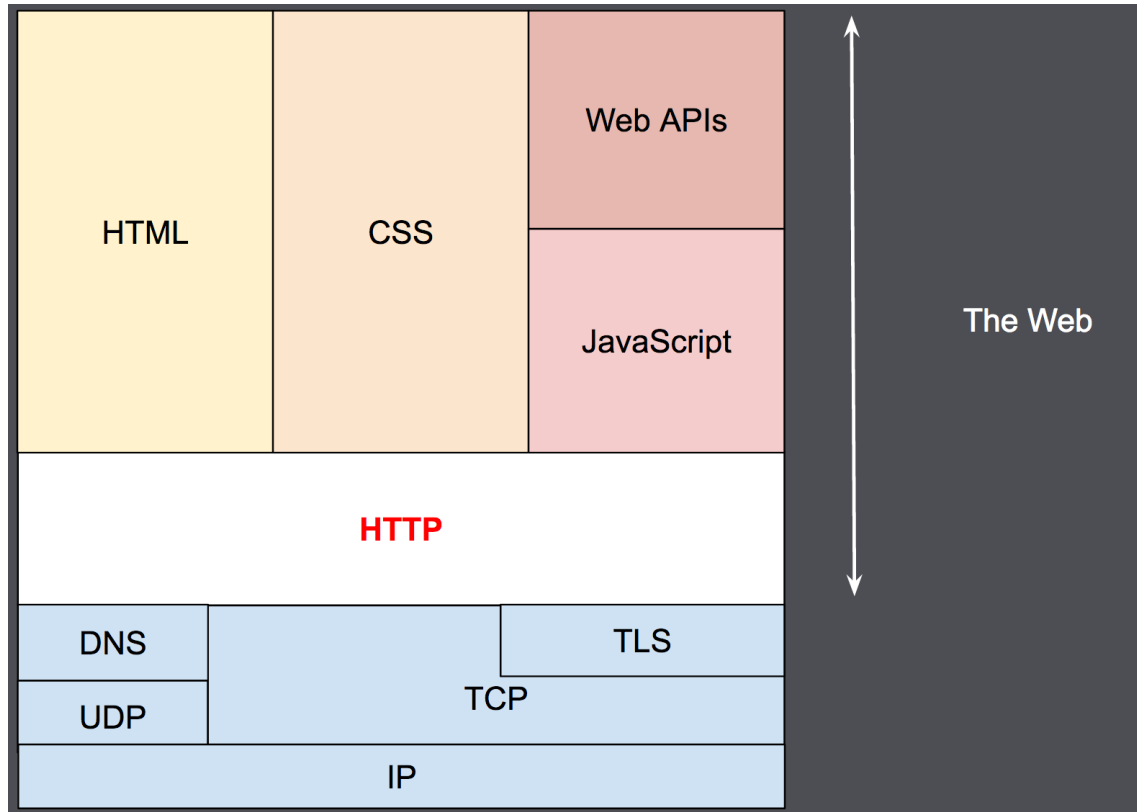 Web APIs
HTML
CSS
JavaScript
The Web
HTTP
DNS
TLS
UDP
TCP
IP